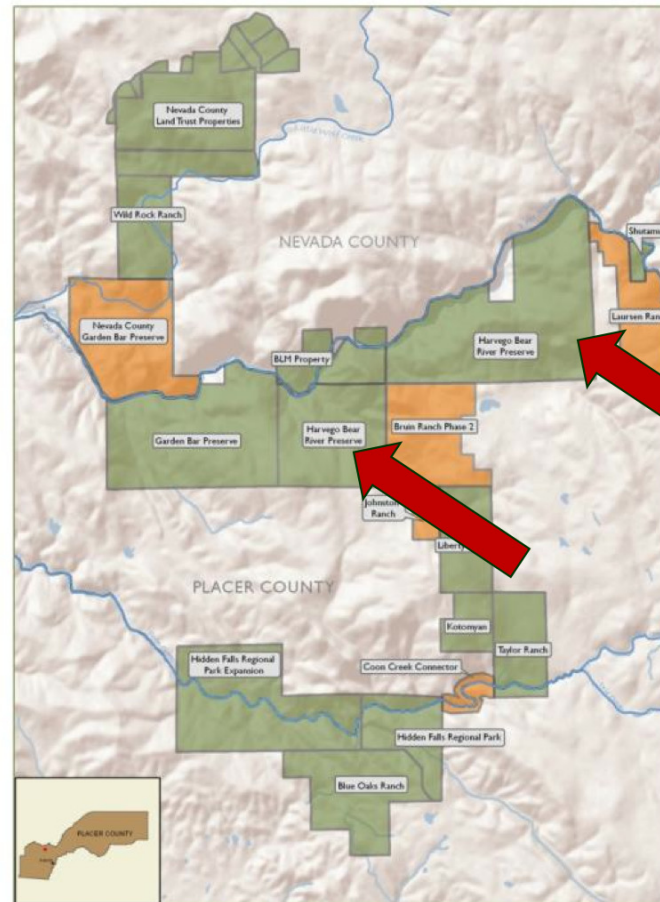 Nevada County
Land Trust Properties
Wild Rock Ranch
NEVADA COUNTY
Shutamul
Nevada County
Garden Bar Preserve
Laursen Ran
BLM Property
Harvego Bear
River Preserve
Garden Bar Preserve
Harvego Bear
River Preserve
Bruin Ranch Phase 2
Johnston
Ranch
Liberty
PLACER COUNTY
Kotomyan
Taylor Ranch
Hidden Falls Regional
Park Expansion
Coon Creek Connector
Hidden Falls Regional Park
Blue Oaks Ranch
PLACER COUNTY